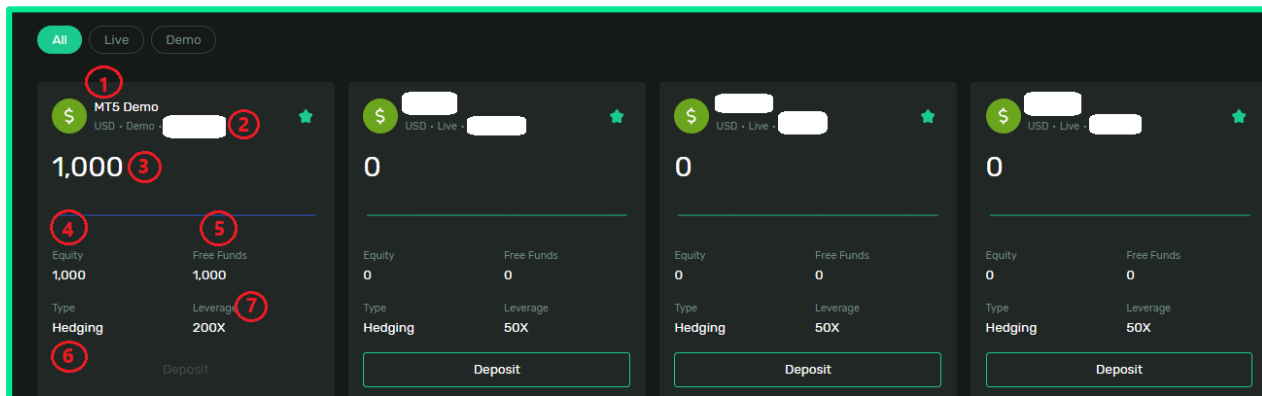 All Live Demo
1
MT5 Demo
USD • Demo • 2 USD • Live • USD • Live • USD • Live •
1,000 3 0 0 0
4 5
Equity Free Funds Equity Free Funds Equity Free Funds Equity Free Funds
1,000 1,000 0 0 0 0 0 0
Type Leverage 7 Type Leverage Type Leverage Type Leverage
Hedging 200X Hedging 50X Hedging 50X Hedging 50X
6 Deposit Deposit Deposit Deposit